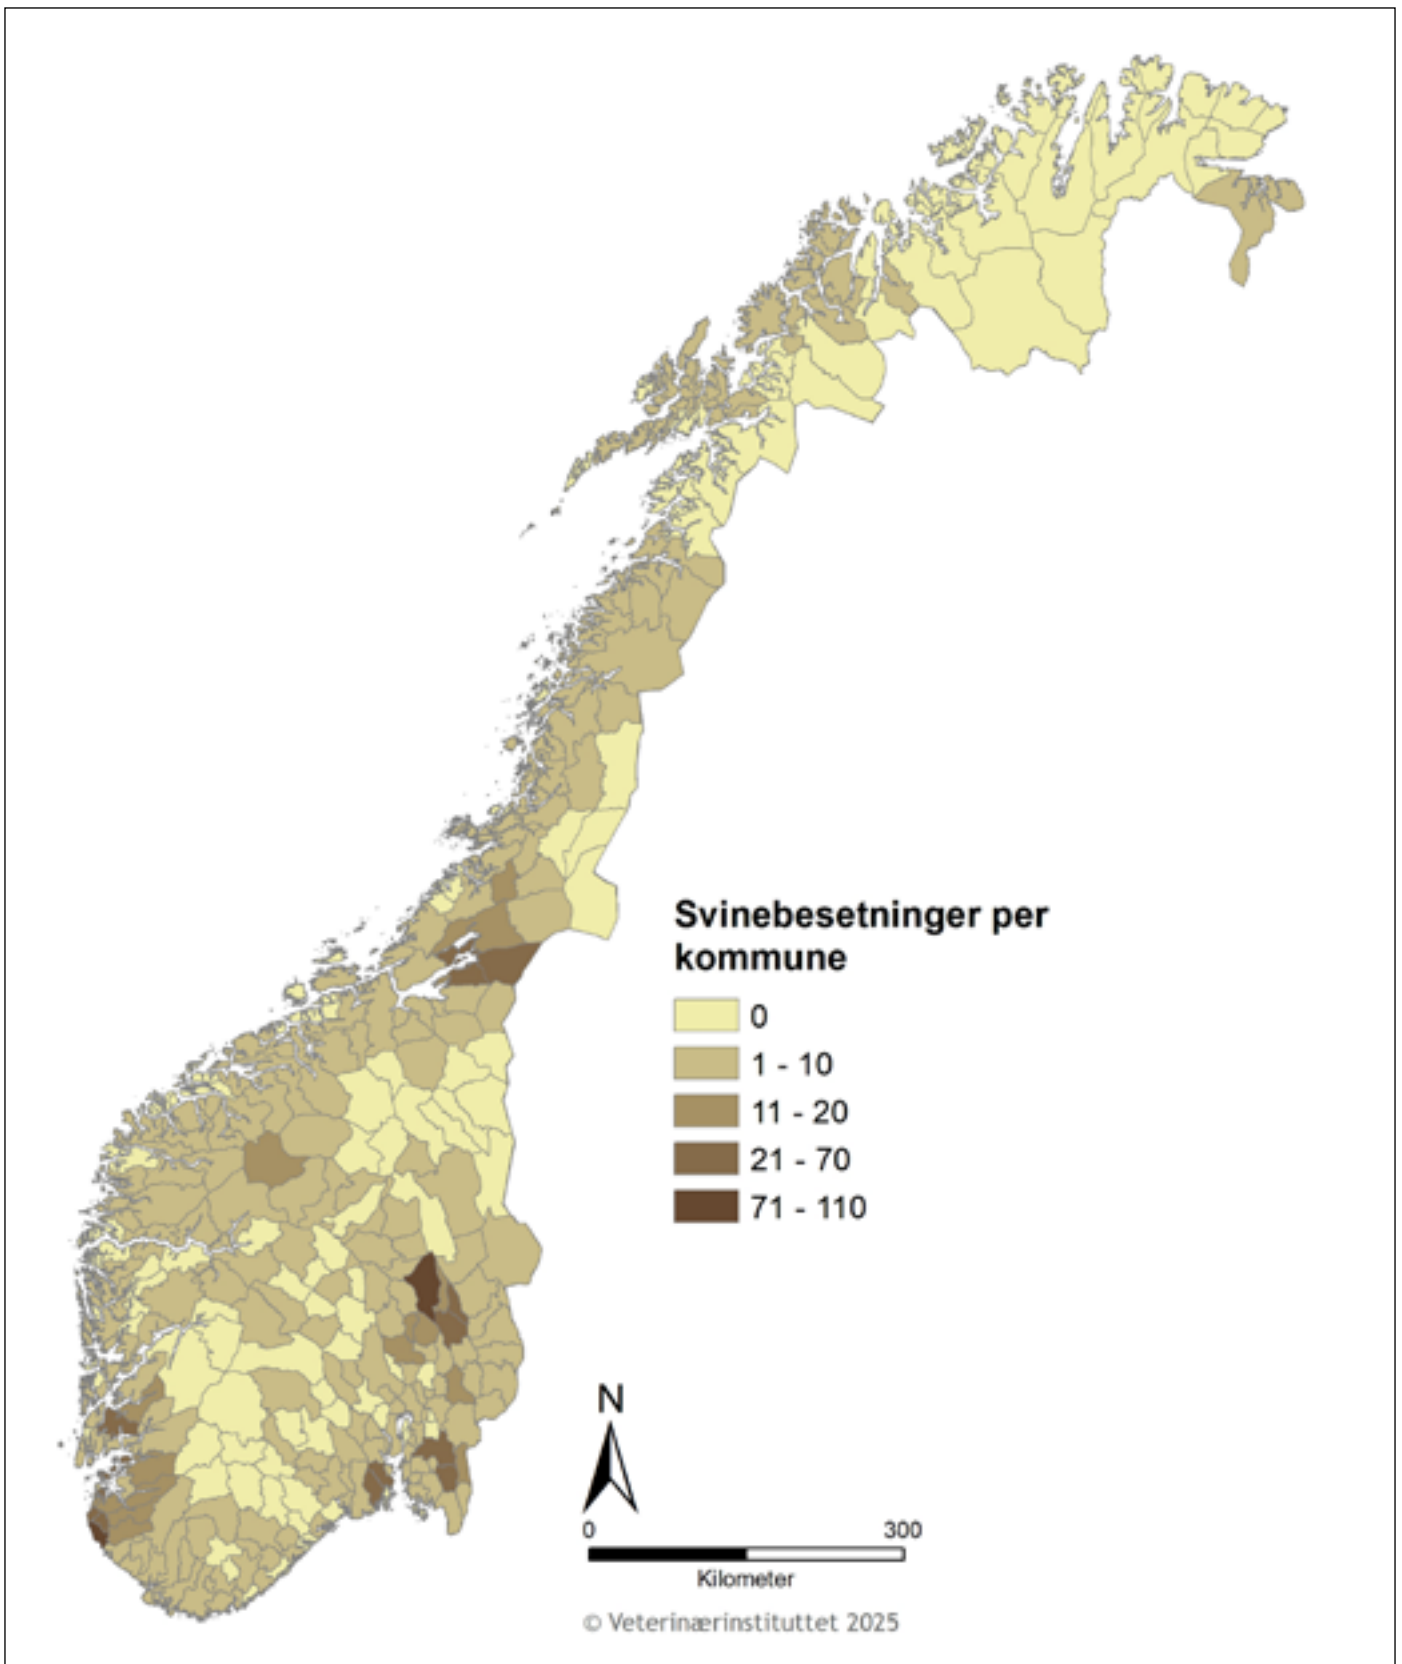 Svinebesetninger per
kommune
0
1 - 10
11 - 20
21 - 70
71 - 110
N
0 300
Kilometer
© Veterinærinstituttet 2025